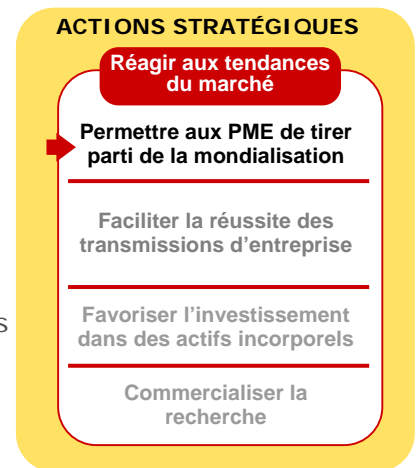 ACTIONS STRATÉGIQUES
Réagir aux tendances
du marché
Permettre aux PME de tirer
parti de la mondialisation
Faciliter la réussite des
transmissions d’entreprise
s
Favoriser l’investissement
dans des actifs incorporels
Commercialiser la
recherche